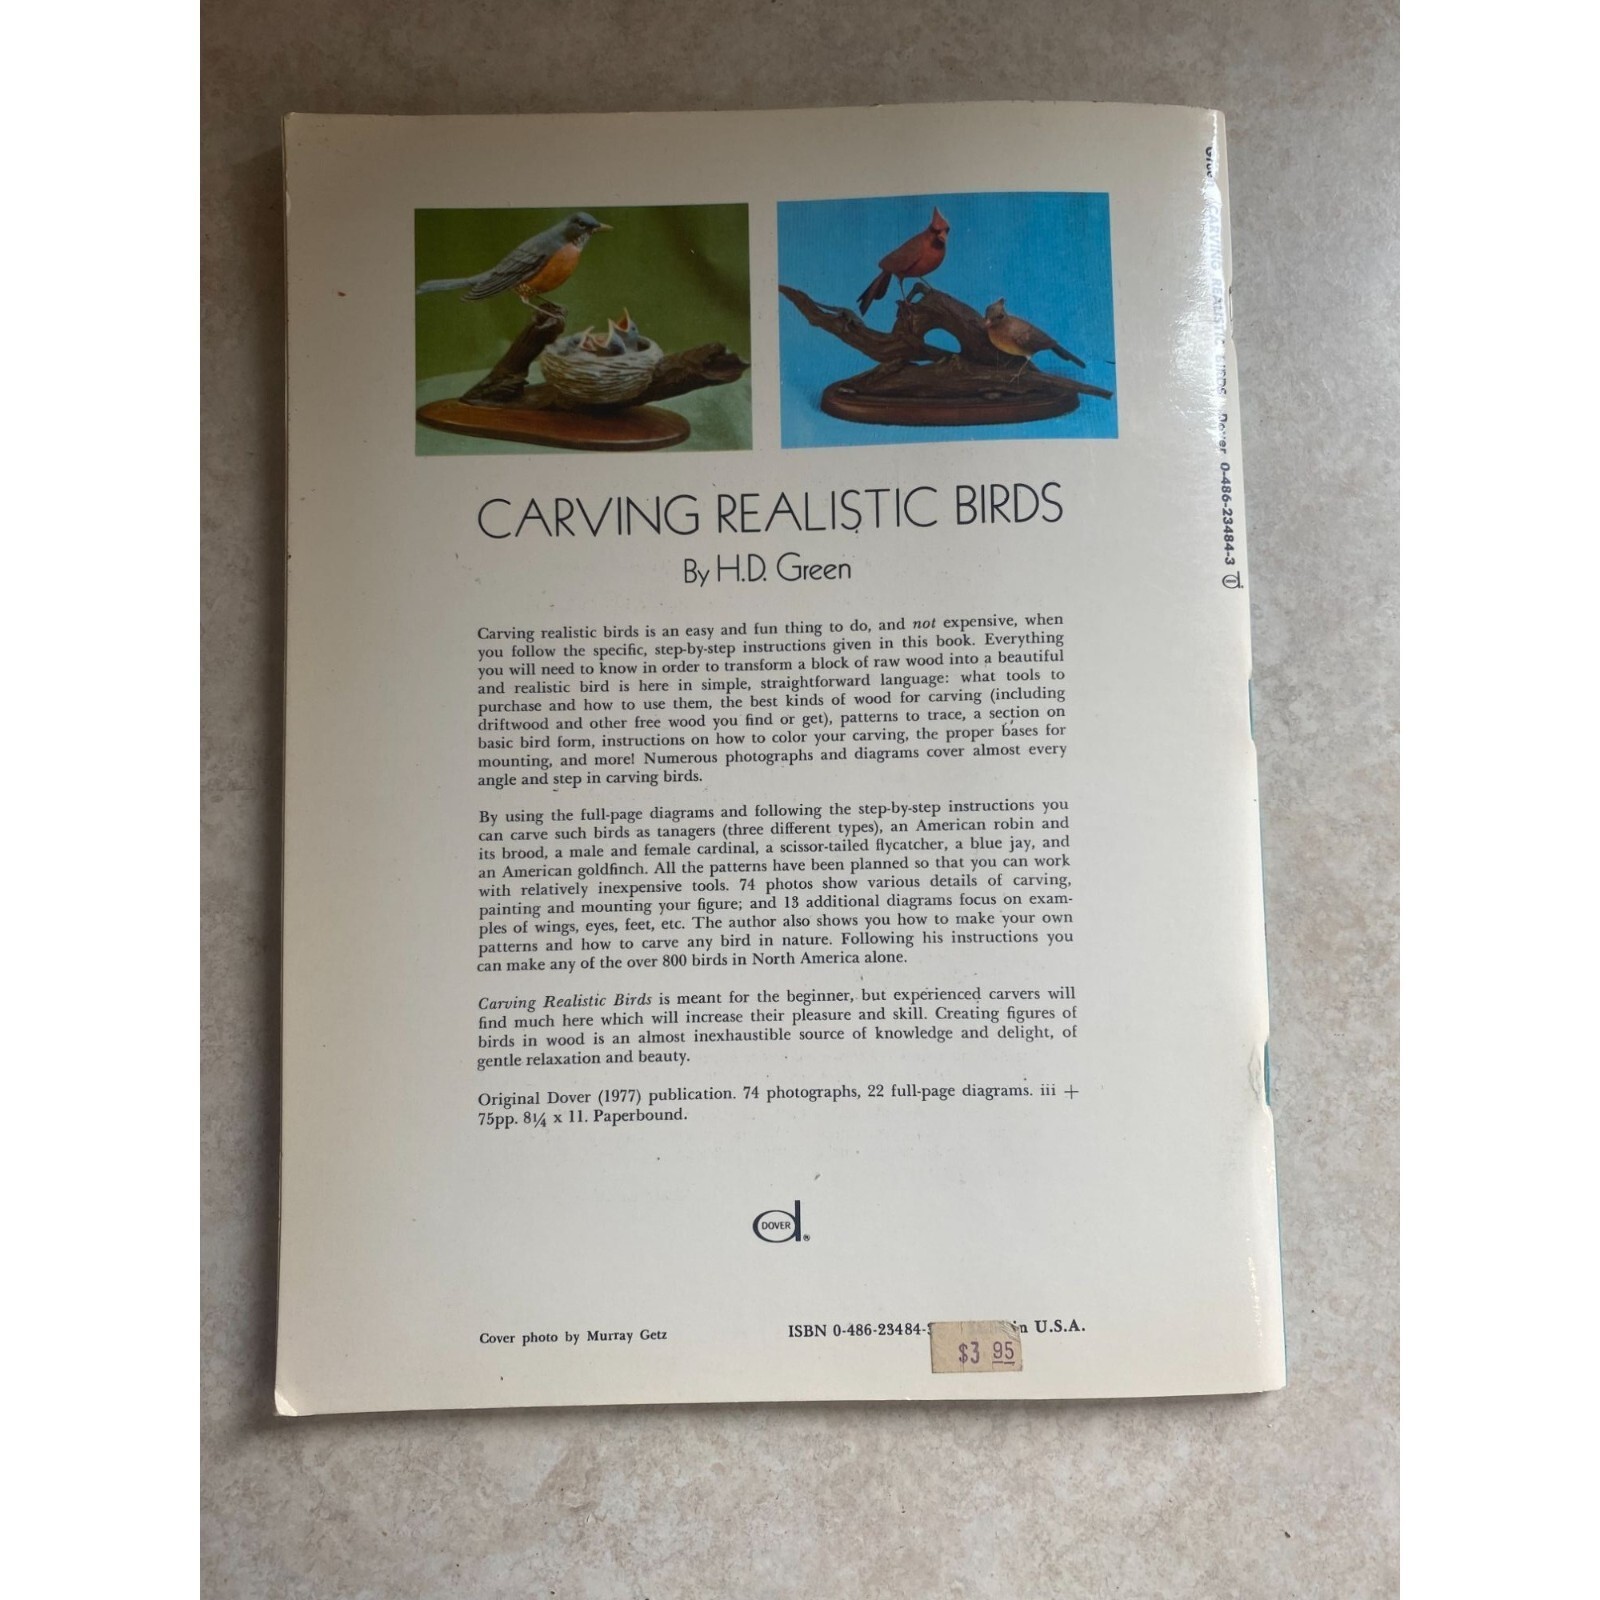 CARVING REALISTIC BIRDS
By H.D. Green
Carving realistic birds is an easy and fun thing to do, and not expensive, when
you follow the specific, step-by-step instructions given in this book. Everything
you will need to know in order to transform a block of raw wood into a beautiful
and realistic bird is here in simple, straightforward language: what tools to
purchase and how to use them, the best kinds of wood for carving (including
driftwood and other free wood you find or get), patterns to trace, a section on
basic bird form, instructions on how to color your carving, the proper bases for
mounting, and more! Numerous photographs and diagrams cover almost every
angle and step in carving birds.
By using the full-page diagrams and following the step-by-step instructions you
can carve such birds as tanagers (three different types), an American robin and
its brood, a male and female cardinal, a scissor-tailed flycatcher, a blue jay, and
an American goldfinch. All the patterns have been planned so that you can work
with relatively inexpensive tools. 74 photos show various details of carving,
painting and mounting your figure; and 13 additional diagrams focus on exam-
ples of wings, eyes, feet, etc. The author also shows you how to make your own
patterns and how to carve any bird in nature. Following his instructions you
can make any of the over 800 birds in North America alone.
Carving Realistic Birds is meant for the beginner, but experienced carvers will
find much here which will increase their pleasure and skill. Creating figures of
birds in wood is an almost inexhaustible source of knowledge and delight, of
gentle relaxation and beauty.
Original Dover (1977) publication. 74 photographs, 22 full-page diagrams. iii +
75pp. 8¼ x 11. Paperbound.
DOVER
Cover photo by Murray Getz
ISBN 0-486-23484- in U.S.A.
$3 95
CARVING REALISTIC BIRDS Dover 0-486-23484-3